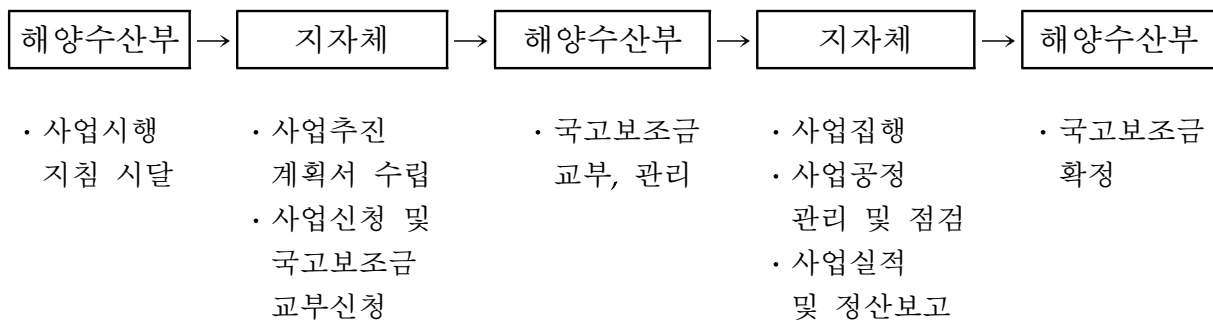 해양수산부 → 지자체 → 해양수산부 → 지자체 → 해양수산부
· 사업시행
지침 시달
· 사업추진
계획서 수립
· 사업신청 및
국고보조금
교부신청
· 국고보조금
교부, 관리
· 사업집행
· 사업공정
관리 및 점검
· 사업실적
및 정산보고
· 국고보조금
확정